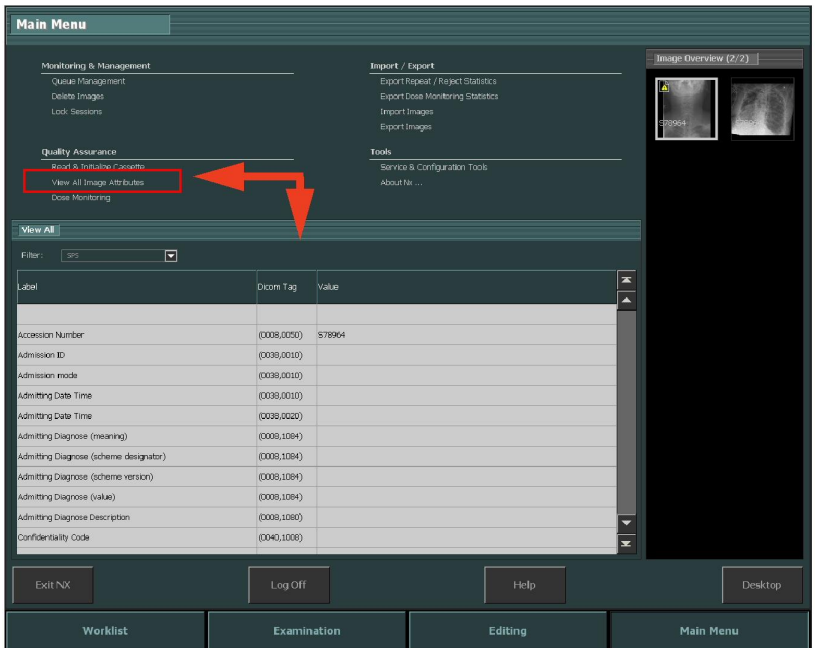 Main Menu
Monitoring & Management
Queue Management
Delete Images
Lock Sessions
Quality Assurance
Read & Initialize Cassette
View All Image Attributes
Dose Monitoring
Import / Export
Export Repeat / Reject Statistics
Export Dose Monitoring Statistics
Import Images
Export Images
Tools
Service & Configuration Tools
About Nx ...
Image Overview (2/2)
S78964
View All
Filter: SPS
Label Dicom Tag Value
Accession Number (0008,0050) S78964
Admission ID (0038,0010)
Admission mode (0038,0010)
Admitting Date Time (0038,0010)
Admitting Date Time (0038,0020)
Admitting Diagnose (meaning) (0008,1084)
Admitting Diagnose (scheme designator) (0008,1084)
Admitting Diagnose (scheme version) (0008,1084)
Admitting Diagnose (value) (0008,1084)
Admitting Diagnose Description (0008,1080)
Confidentiality Code (0040,1008)
Exit NX
Log Off
Help
Desktop
Worklist
Examination
Editing
Main Menu